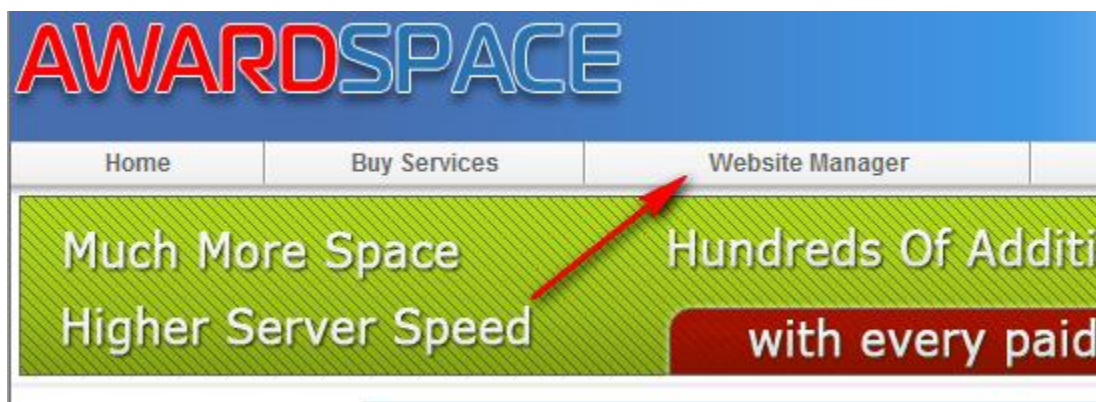 AWARDSPACE
Home Buy Services Website Manager
Much More Space Hundreds Of Additi
Higher Server Speed with every paid